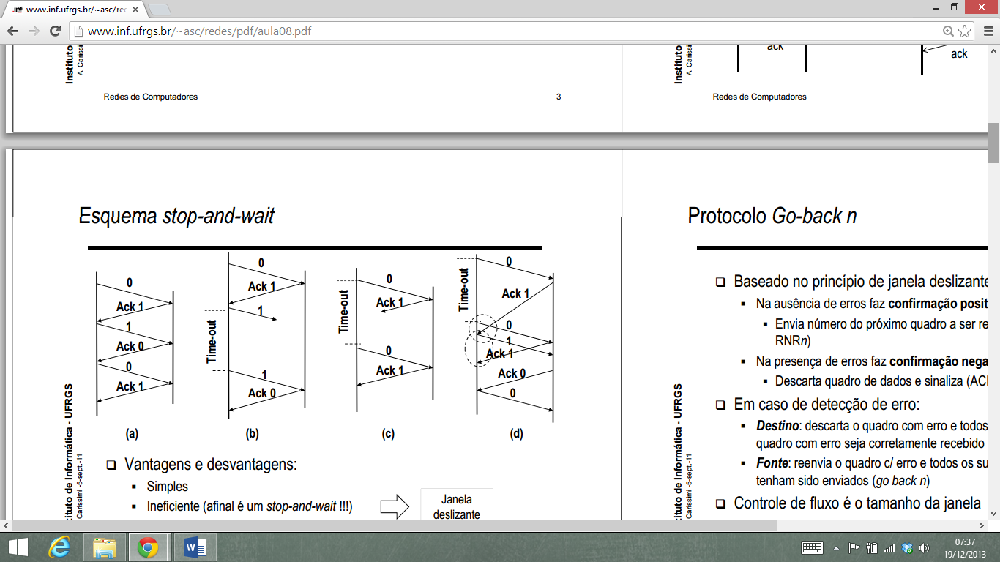 www.inf.ufrgs.br/~asc/rec
www.inf.ufrgs.br/~asc/redes/pdf/aula08.pdf
Instituto
A. Carissi
Redes de Computadores
3
ack
ack
Instituto
A. Carissi
Redes de Computadores
Esquema stop-and-wait
0
Ack 1
1
Ack 0
0
Ack 1
(a)
0
Ack 1
1
Time-out
1
Ack 0
(b)
Time-out
0
Ack 1
0
Ack 1
(c)
Time-out
0
Ack 1
0
1
Ack 1
Ack 0
0
(d)
Vantagens e desvantagens:
Simples
Ineficiente (afinal é um stop-and-wait !!!)
Janela
deslizante
tituto de Informática - UFRGS
Carissimi -5-sept.-11
Protocolo Go-back n
Baseado no princípio de janela deslizante
Na ausência de erros faz confirmação posit
Envia número do próximo quadro a ser re
RNRn)
Na presença de erros faz confirmação nega
Descarta quadro de dados e sinaliza (ACI
Em caso de detecção de erro:
Destino: descarta o quadro com erro e todos
quadro com erro seja corretamente recebido
Fonte: reenvia o quadro c/ erro e todos os su
tenham sido enviados (go back n)
Controle de fluxo é o tamanho da janela
tituto de Informática - UFRGS
Carissimi -5-sept.-11
07:37
19/12/2013